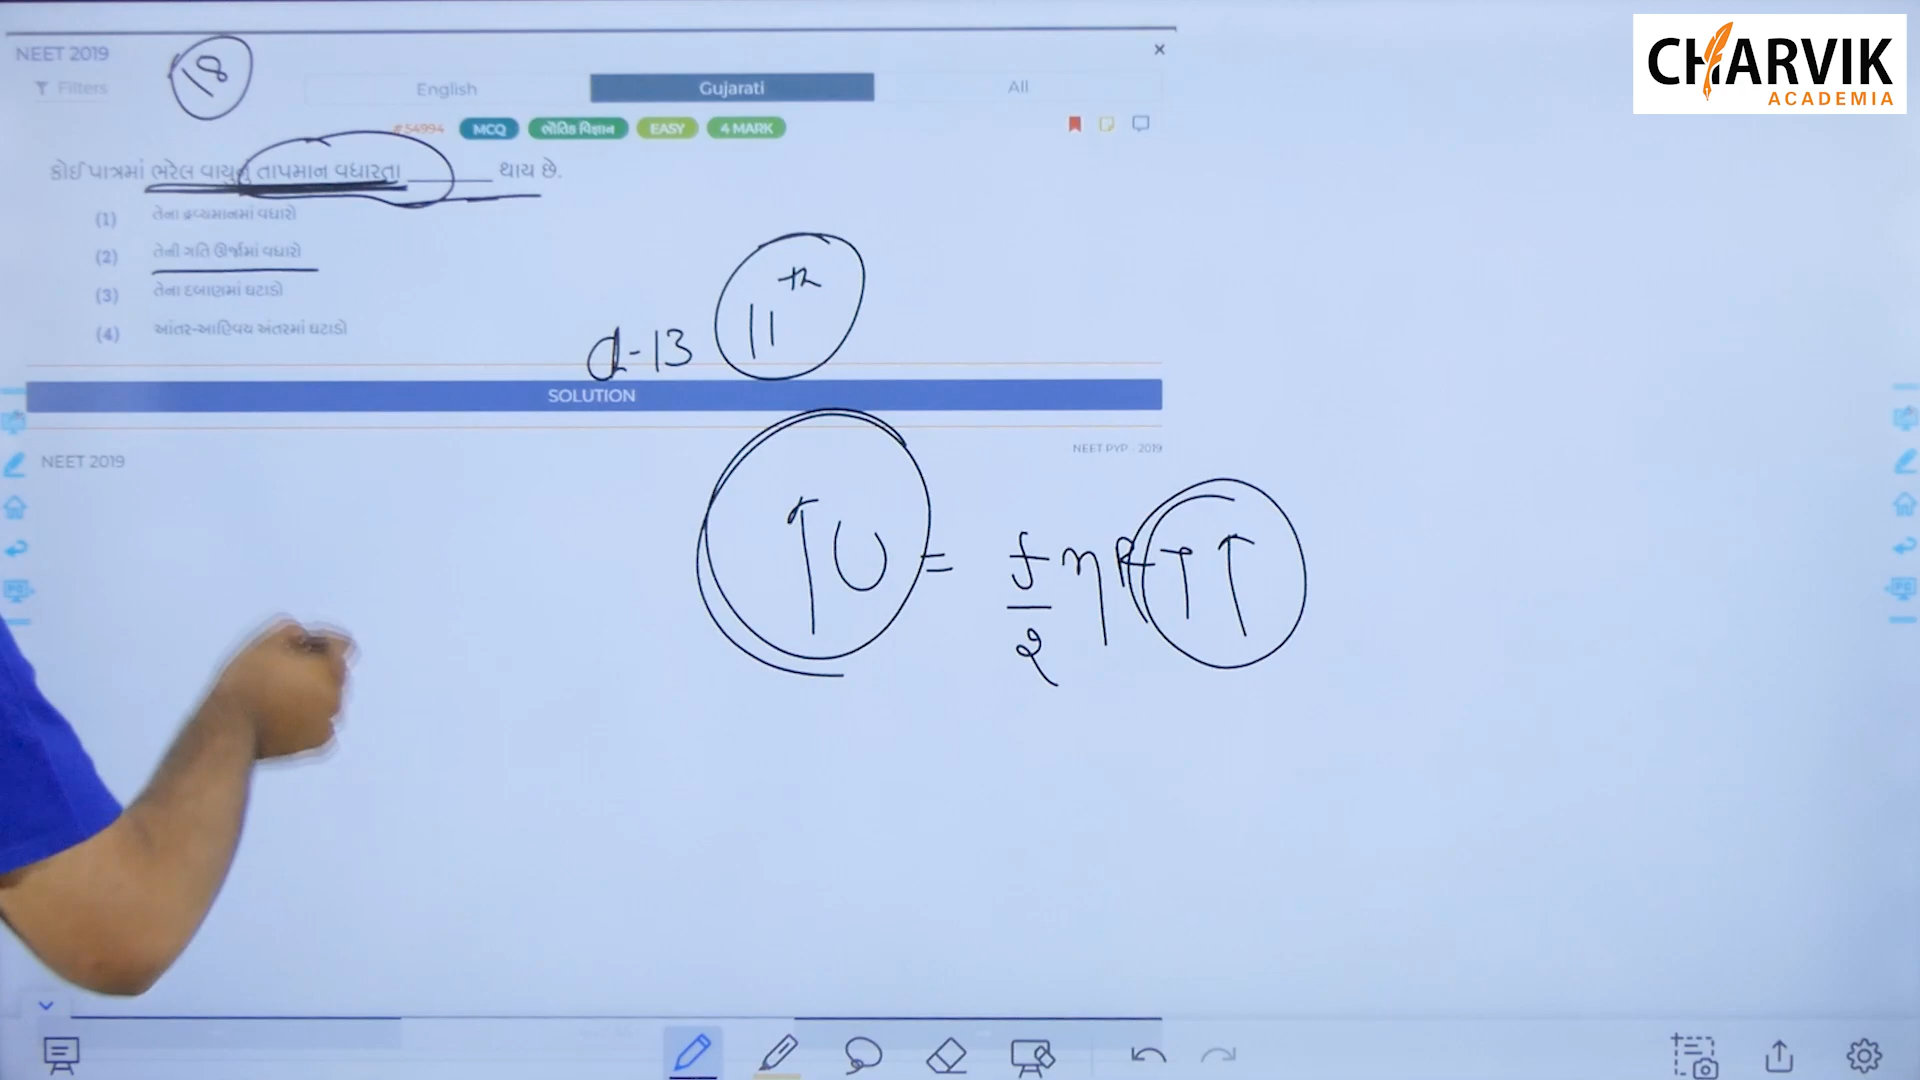 CHARVIK
ACADEMIA
NEET 2019
18
Filters
English
Gujarati
All
#54994
MCQ
ભૌતિક વિજ્ઞાન
EASY
4 MARK
કોઈ પાત્રમાં ભરેલ વાયુનું તાપમાન વધારતા ________ થાય છે.
(1) તેના દ્રવ્યમાનમાં વધારો
(2) તેની ગતિ ઊર્જામાં વધારો
(3) તેના દબાણમાં ઘટાડો
(4) આંતર-આણ્વિય અંતરમાં ઘટાડો
11th
d-13
SOLUTION
NEET 2019
NEET PYP - 2019
↑U = f/2 ηRT↑